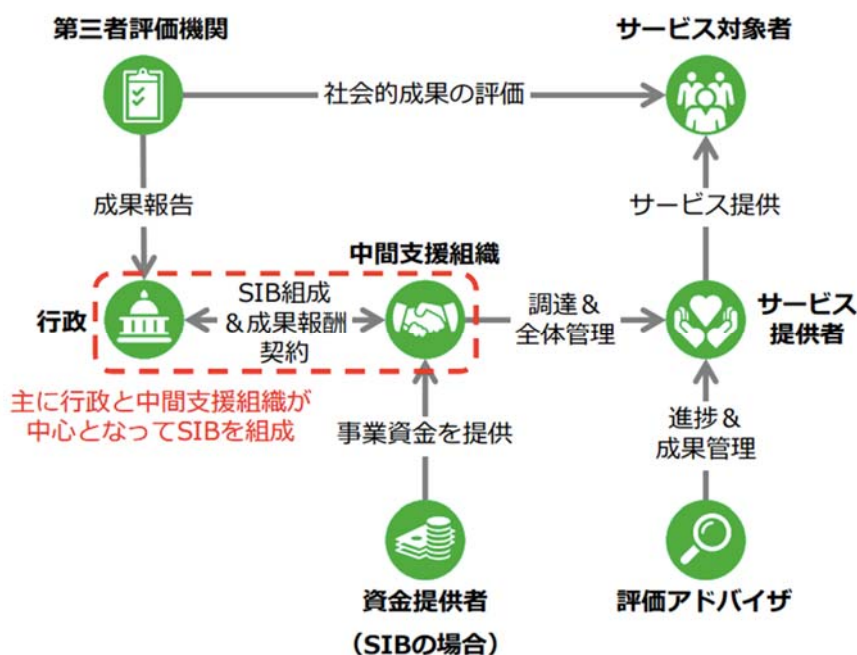 第三者評価機関
サービス対象者
社会的成果の評価
成果報告
サービス提供
中間支援組織
行政
SIB組成
＆成果報酬
契約
調達＆
全体管理
サービス
提供者
主に行政と中間支援組織が
中心となってSIBを組成
事業資金を提供
進捗＆
成果管理
資金提供者
（SIBの場合）
評価アドバイザ